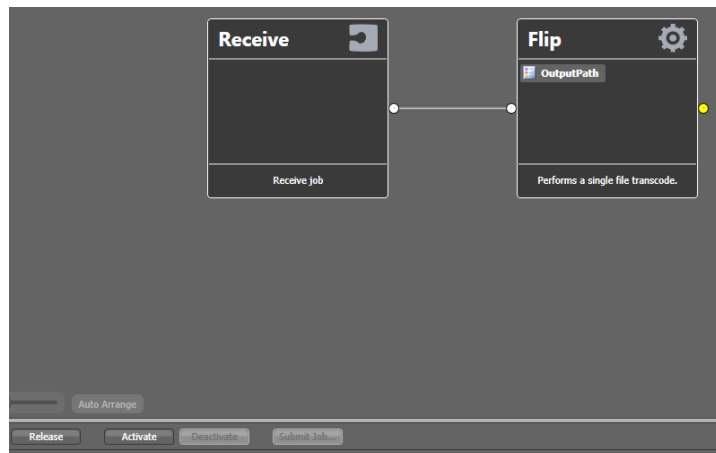 Receive
Flip
OutputPath
Receive job
Performs a single file transcode.
Auto Arrange
Release
Activate
Deactivate
Submit Job...